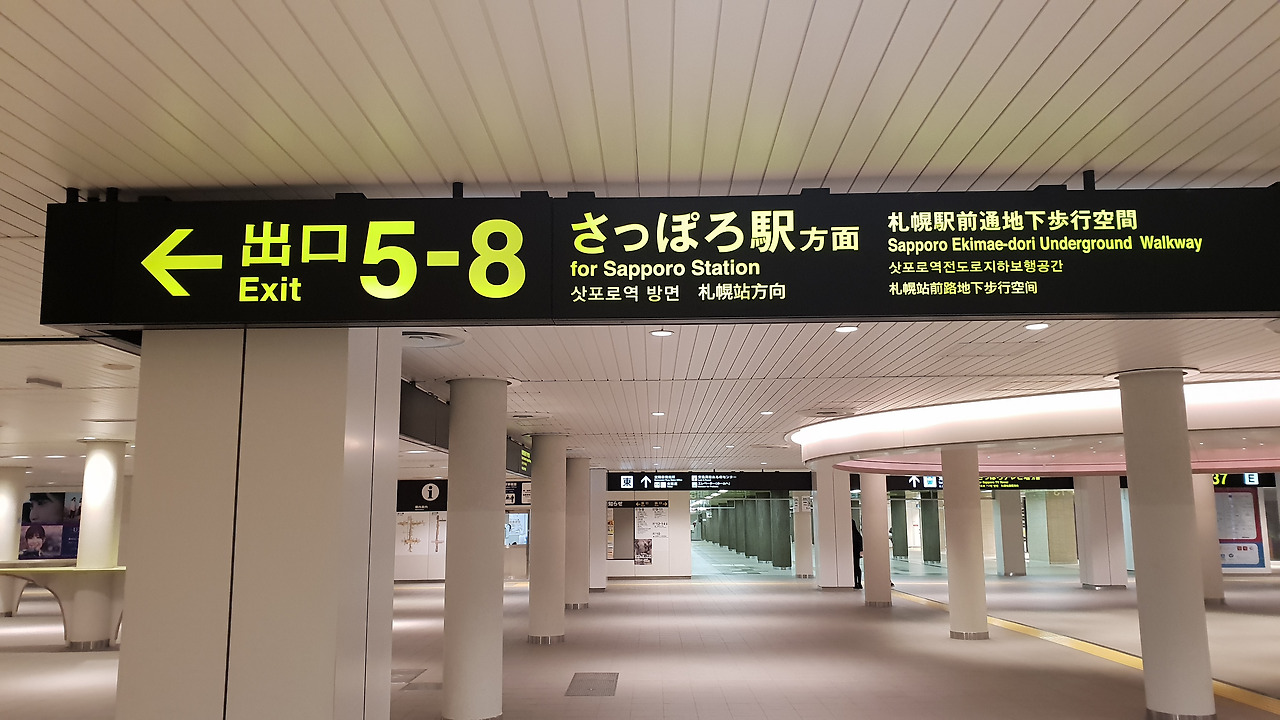 ← 出口 5-8
Exit
さっぽろ駅方面
for Sapporo Station
삿포로역 방면 札幌站方向
札幌駅前通地下歩行空間
Sapporo Ekimae-dori Underground Walkway
삿포로역전도로지하보행공간
札幌站前路地下步行空间
東
37 E